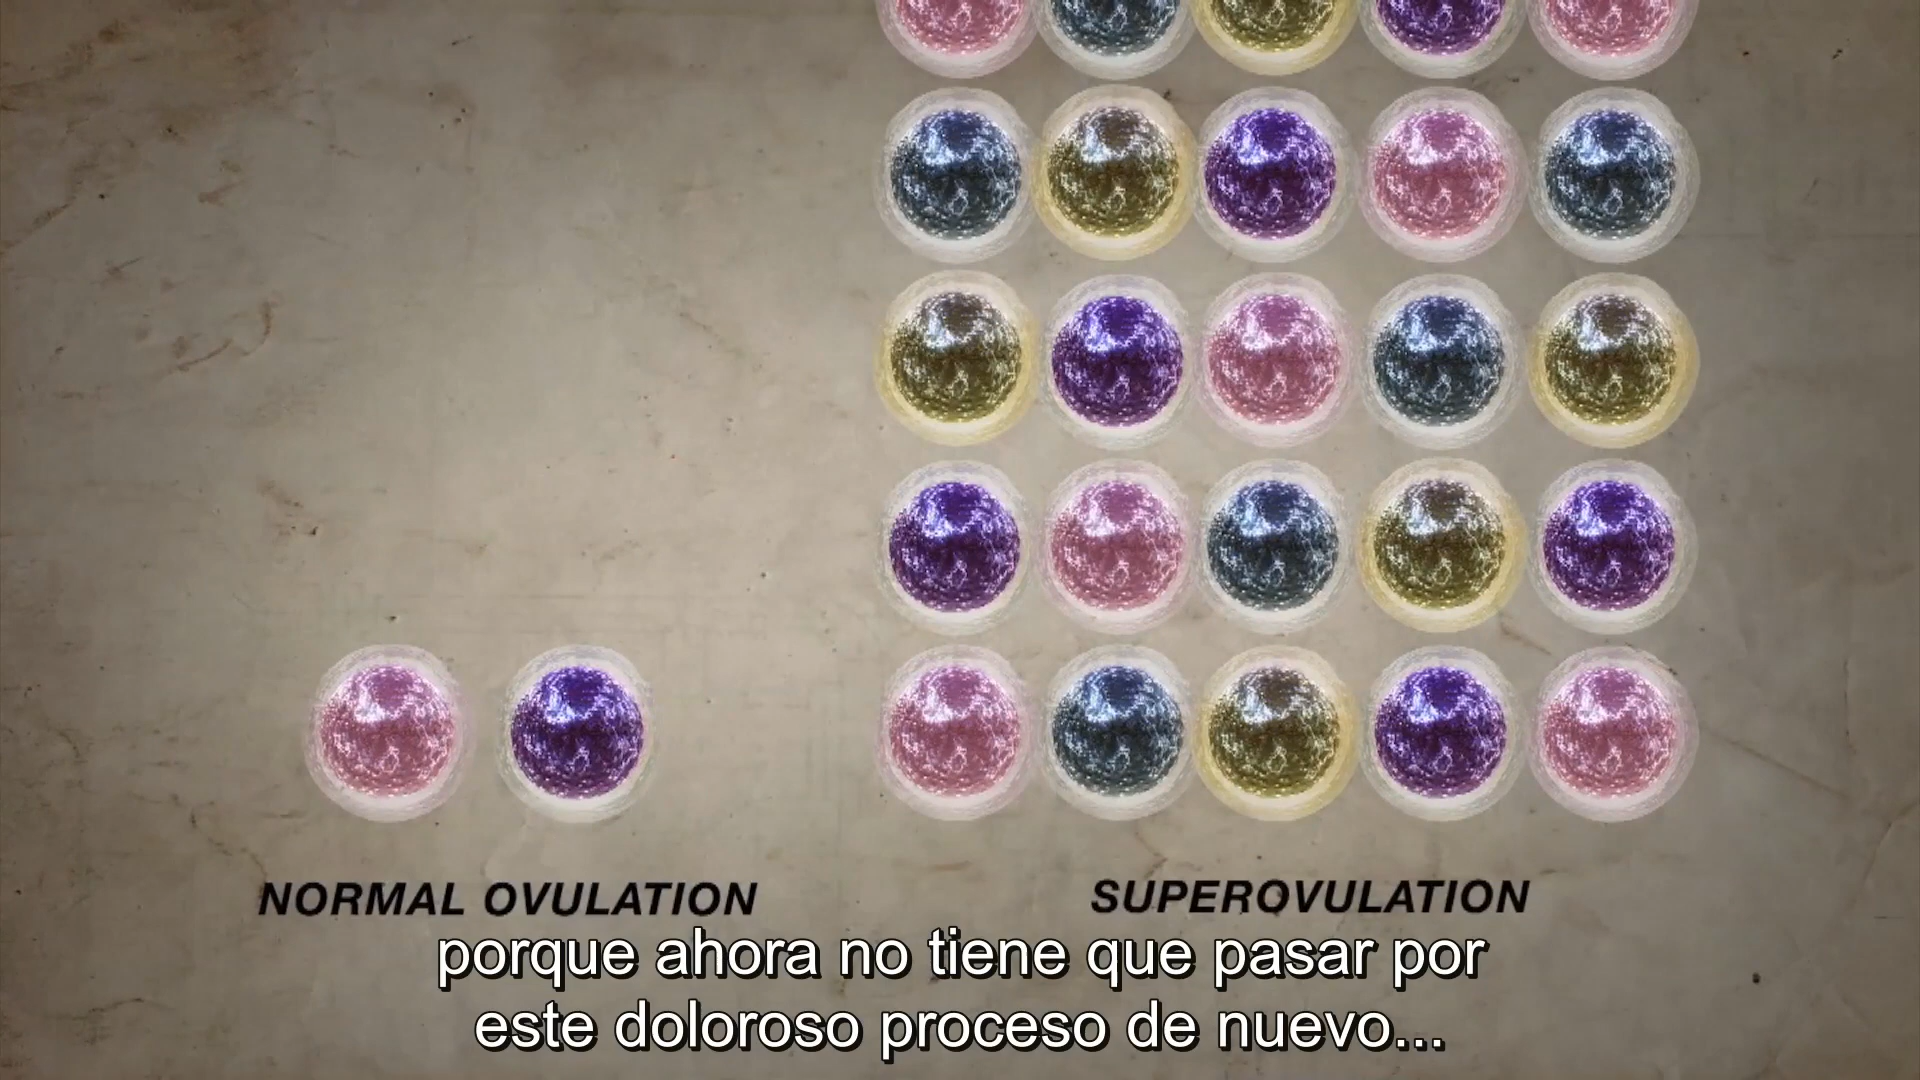 NORMAL OVULATION
SUPEROVULATION
porque ahora no tiene que pasar por
este doloroso proceso de nuevo...